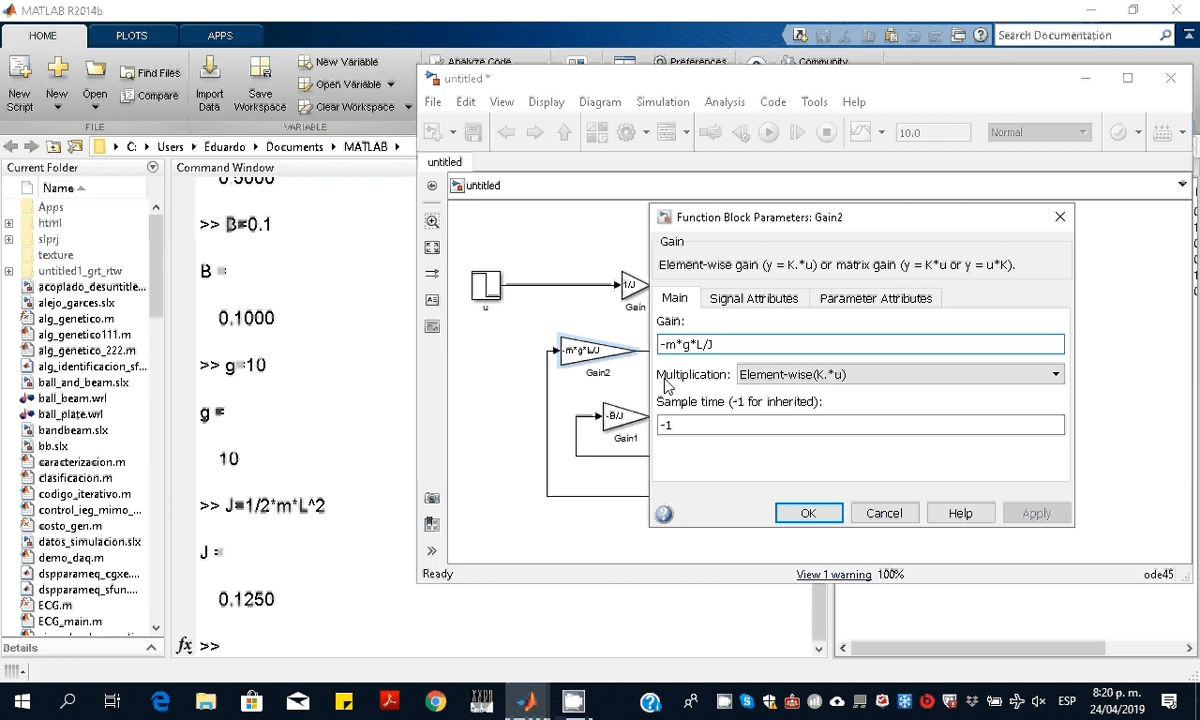 MATLAB R2014b
HOME
PLOTS
APPS
Search Documentation
New Script
New
Open
Find Files
Compare
Import Data
Save Workspace
New Variable
Open Variable
Clear Workspace
Analyze Code
Preferences
Community
FILE
VARIABLE
C:
Users
Eduardo
Documents
MATLAB
Current Folder
Name
Apps
html
slprj
texture
untitled1_grt_rtw
acoplado_desuntitle...
alejo_garces.slx
alg_genetico.m
alg_genetico111.m
alg_genetico_222.m
alg_identificacion_sf...
ball_and_beam.slx
ball_beam.wrl
ball_plate.wrl
bandbeam.slx
bb.slx
caracterizacion.m
clasificacion.m
codigo_iterativo.m
control_ieg_mimo_...
costo_gen.m
datos_simulacion.slx
demo_daq.m
dspparameq_cgxe....
dspparameq_sfun....
ECG.m
ECG_main.m
Details
Command Window
0.5000
>> B=0.1
B =
0.1000
>> g=10
g =
10
>> J=1/2*m*L^2
J =
0.1250
fx >>
untitled *
File Edit View Display Diagram Simulation Analysis Code Tools Help
10.0
Normal
untitled
untitled
u
1/J
Gain
-m*g*L/J
Gain2
-B/J
Gain1
Ready
View 1 warning
100%
ode45
Function Block Parameters: Gain2
Gain
Element-wise gain (y = K.*u) or matrix gain (y = K*u or y = u*K).
Main
Signal Attributes
Parameter Attributes
Gain:
-m*g*L/J
Multiplication:
Element-wise(K.*u)
Sample time (-1 for inherited):
-1
OK
Cancel
Help
Apply
ESP
8:20 p. m.
24/04/2019